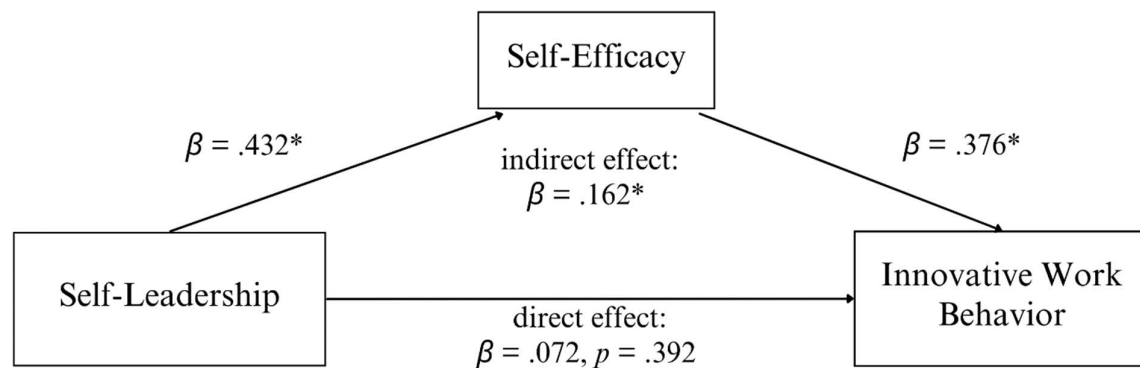 Self-Efficacy
β = .432*
indirect effect:
β = .162*
β = .376*
Self-Leadership
direct effect:
β = .072, p = .392
Innovative Work
Behavior